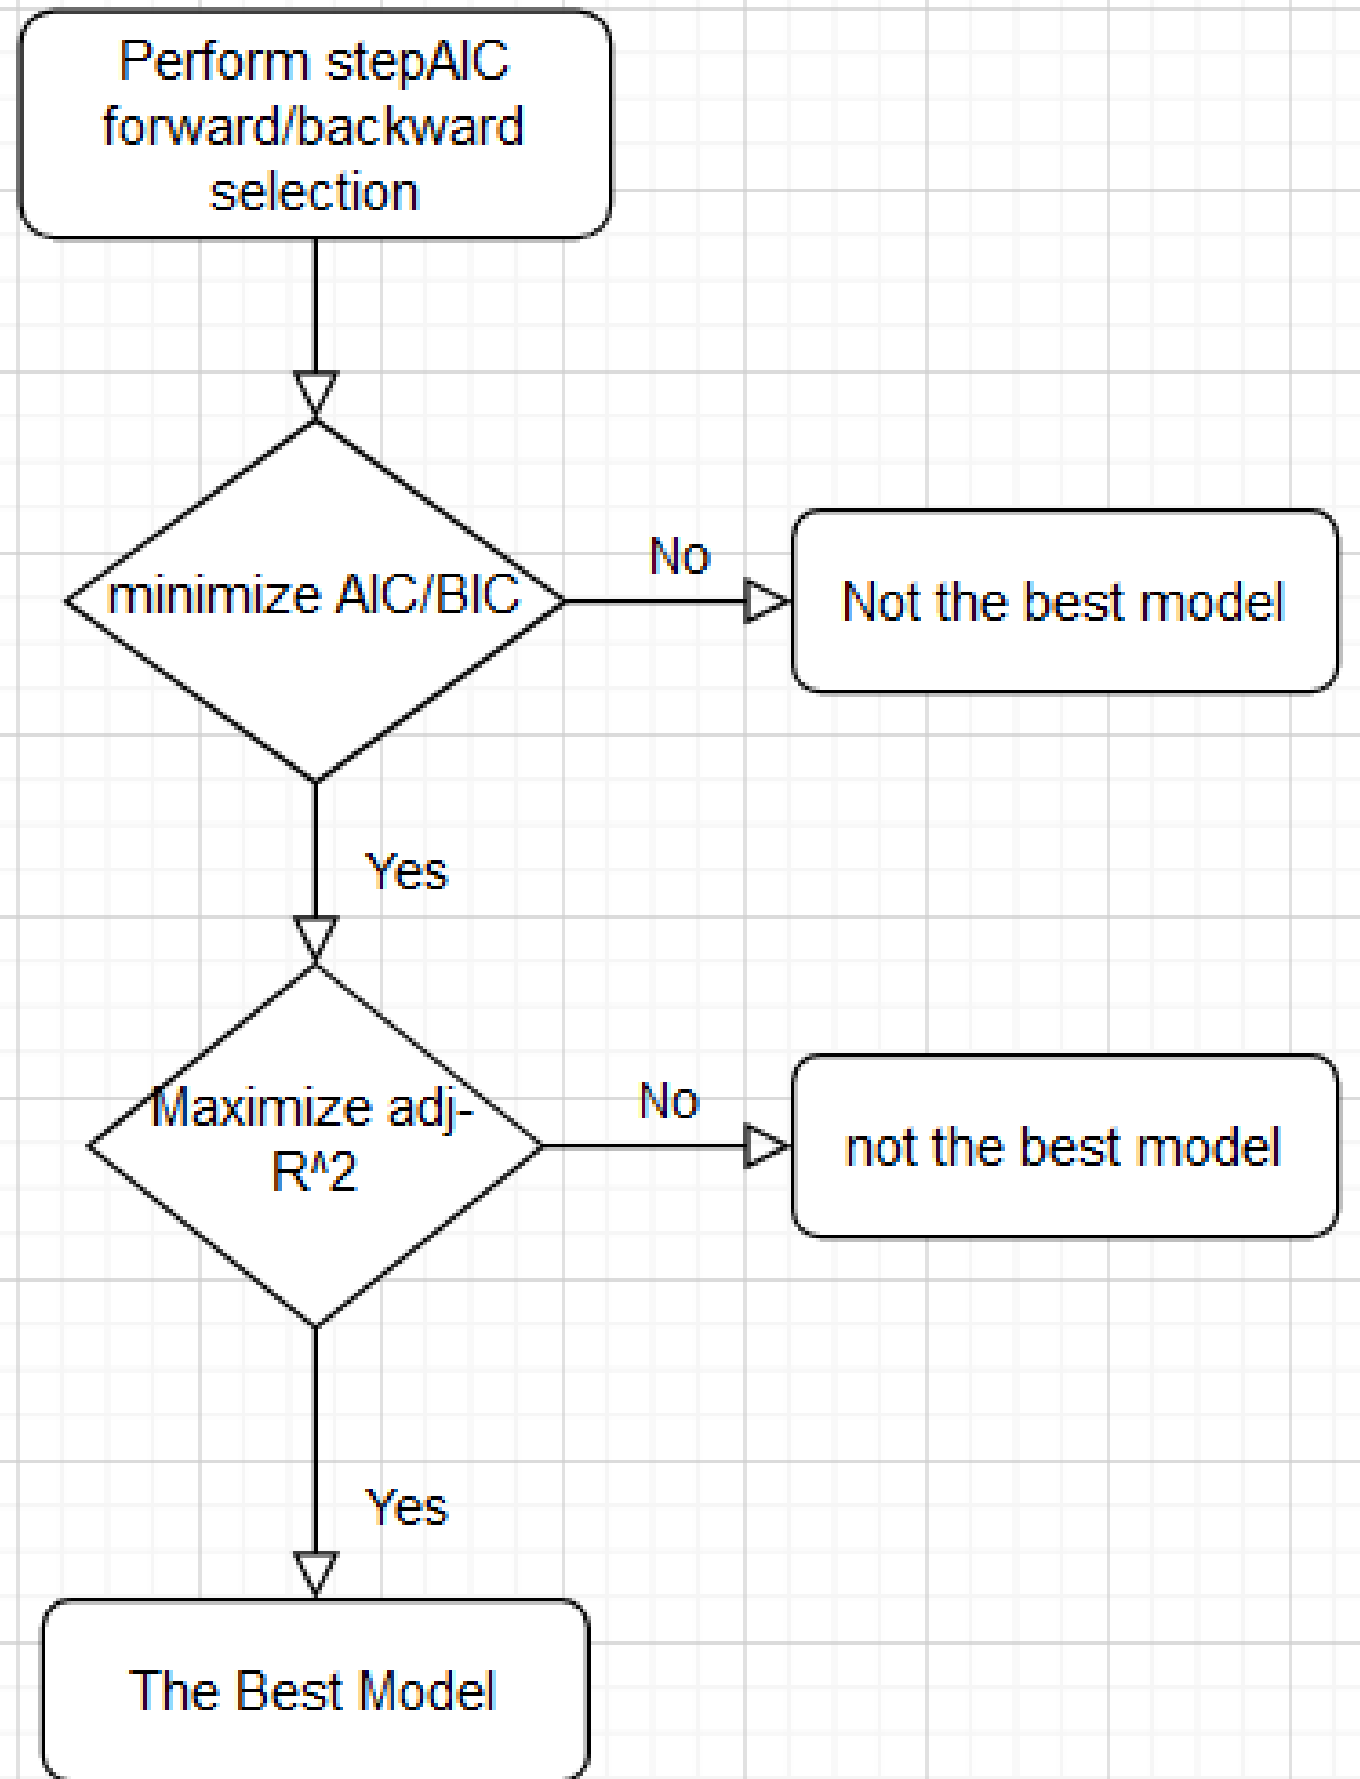 Perform stepAIC
forward/backward
selection
minimize AIC/BIC
No
Not the best model
Yes
Maximize adj-
R^2
No
not the best model
Yes
The Best Model